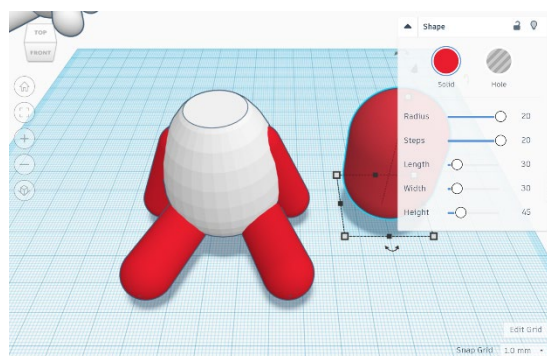 TOP
FRONT
Shape
Solid
Hole
Radius 20
Steps 20
Length 30
Width 30
Height 45
Edit Grid
Snap Grid 1.0 mm